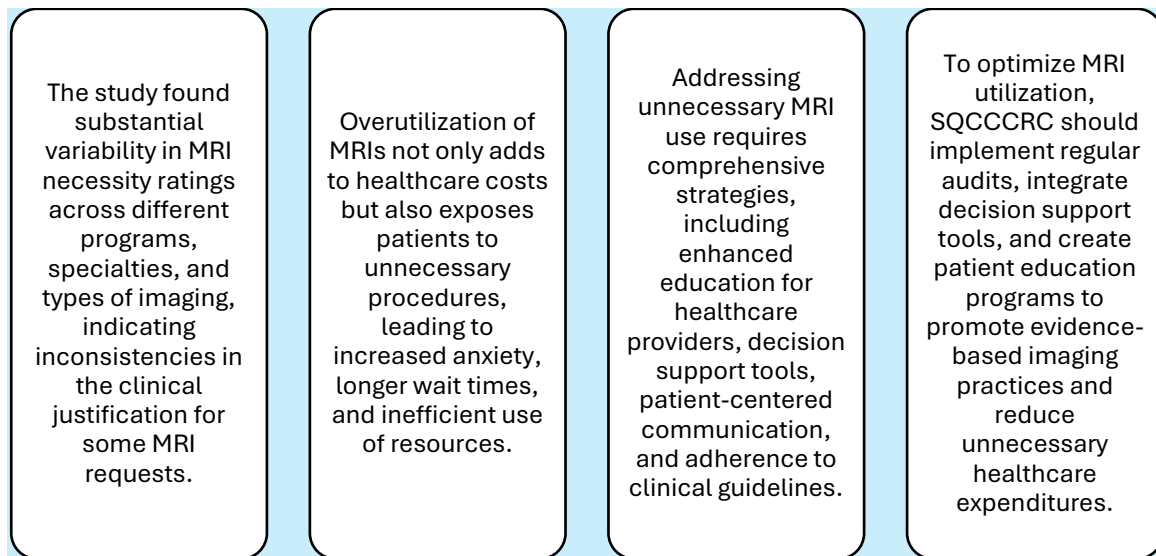 The study found
substantial
variability in MRI
necessity ratings
across different
programs,
specialties, and
types of imaging,
indicating
inconsistencies in
the clinical
justification for
some MRI
requests.
Overutilization of
MRIs not only adds
to healthcare costs
but also exposes
patients to
unnecessary
procedures,
leading to
increased anxiety,
longer wait times,
and inefficient use
of resources.
Addressing
unnecessary MRI
use requires
comprehensive
strategies,
including
enhanced
education for
healthcare
providers, decision
support tools,
patient-centered
communication,
and adherence to
clinical guidelines.
To optimize MRI
utilization,
SQCCCRC should
implement regular
audits, integrate
decision support
tools, and create
patient education
programs to
promote evidence-
based imaging
practices and
reduce
unnecessary
healthcare
expenditures.